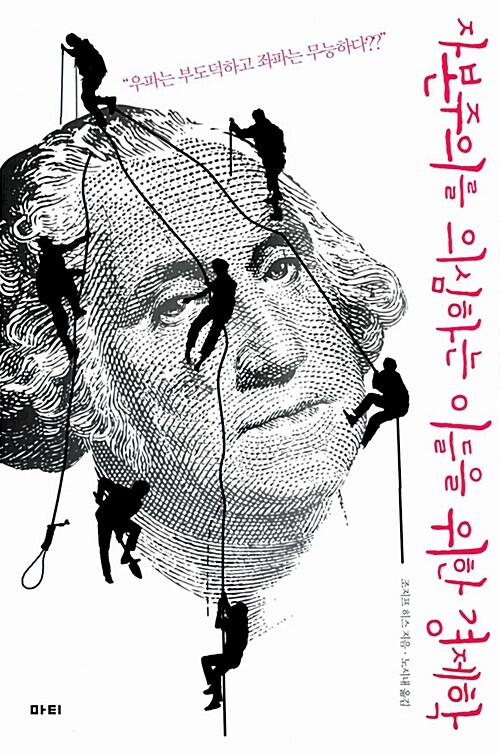 “우파는 부도덕하고 좌파는 무능하다??”
자본주의를 의심하는 이들을 위한 경제학
조지프 히스 지음 · 노시내 옮김
마티